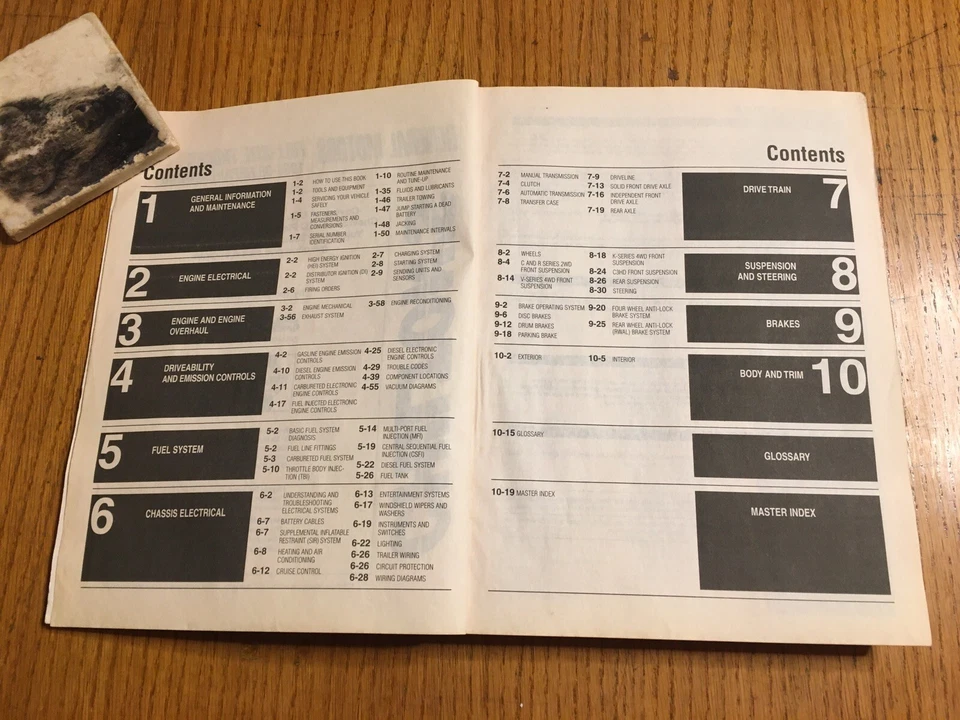 Contents
1
GENERAL INFORMATION
AND MAINTENANCE
1-2 HOW TO USE THIS BOOK
1-2 TOOLS AND EQUIPMENT
1-4 SERVICING YOUR VEHICLE
SAFELY
1-5 FASTENERS,
MEASUREMENTS AND
CONVERSIONS
1-7 SERIAL NUMBER
IDENTIFICATION
1-10 ROUTINE MAINTENANCE
AND TUNE-UP
1-35 FLUIDS AND LUBRICANTS
1-46 TRAILER TOWING
1-47 JUMP STARTING A DEAD
BATTERY
1-48 JACKING
1-50 MAINTENANCE INTERVALS
2
ENGINE ELECTRICAL
2-2 HIGH ENERGY IGNITION
(HEI) SYSTEM
2-2 DISTRIBUTOR IGNITION (DI)
SYSTEM
2-6 FIRING ORDERS
2-7 CHARGING SYSTEM
2-8 STARTING SYSTEM
2-9 SENDING UNITS AND
SENSORS
3
ENGINE AND ENGINE
OVERHAUL
3-2 ENGINE MECHANICAL
3-56 EXHAUST SYSTEM
3-58 ENGINE RECONDITIONING
4
DRIVEABILITY
AND EMISSION CONTROLS
4-2 GASOLINE ENGINE EMISSION
CONTROLS
4-10 DIESEL ENGINE EMISSION
CONTROLS
4-11 CARBURETED ELECTRONIC
ENGINE CONTROLS
4-17 FUEL INJECTED ELECTRONIC
ENGINE CONTROLS
4-25 DIESEL ELECTRONIC
ENGINE CONTROLS
4-29 TROUBLE CODES
4-39 COMPONENT LOCATIONS
4-55 VACUUM DIAGRAMS
5
FUEL SYSTEM
5-2 BASIC FUEL SYSTEM
DIAGNOSIS
5-2 FUEL LINE FITTINGS
5-3 CARBURETED FUEL SYSTEM
5-10 THROTTLE BODY INJEC-
TION (TBI)
5-14 MULTI-PORT FUEL
INJECTION (MFI)
5-19 CENTRAL SEQUENTIAL FUEL
INJECTION (CSFI)
5-22 DIESEL FUEL SYSTEM
5-26 FUEL TANK
6
CHASSIS ELECTRICAL
6-2 UNDERSTANDING AND
TROUBLESHOOTING
ELECTRICAL SYSTEMS
6-7 BATTERY CABLES
6-7 SUPPLEMENTAL INFLATABLE
RESTRAINT (SIR) SYSTEM
6-8 HEATING AND AIR
CONDITIONING
6-12 CRUISE CONTROL
6-13 ENTERTAINMENT SYSTEMS
6-17 WINDSHIELD WIPERS AND
WASHERS
6-19 INSTRUMENTS AND
SWITCHES
6-22 LIGHTING
6-26 TRAILER WIRING
6-26 CIRCUIT PROTECTION
6-28 WIRING DIAGRAMS
Contents
7-2 MANUAL TRANSMISSION
7-4 CLUTCH
7-6 AUTOMATIC TRANSMISSION
7-8 TRANSFER CASE
7-9 DRIVELINE
7-13 SOLID FRONT DRIVE AXLE
7-16 INDEPENDENT FRONT
DRIVE AXLE
7-19 REAR AXLE
DRIVE TRAIN
7
8-2 WHEELS
8-4 C AND R SERIES 2WD
FRONT SUSPENSION
8-14 V-SERIES 4WD FRONT
SUSPENSION
8-18 K-SERIES 4WD FRONT
SUSPENSION
8-24 C3HD FRONT SUSPENSION
8-26 REAR SUSPENSION
8-30 STEERING
SUSPENSION
AND STEERING
8
9-2 BRAKE OPERATING SYSTEM
9-6 DISC BRAKES
9-12 DRUM BRAKES
9-18 PARKING BRAKE
9-20 FOUR WHEEL ANTI-LOCK
BRAKE SYSTEM
9-25 REAR WHEEL ANTI-LOCK
(RWAL) BRAKE SYSTEM
BRAKES
9
10-2 EXTERIOR
10-5 INTERIOR
BODY AND TRIM
10
10-15 GLOSSARY
GLOSSARY
10-19 MASTER INDEX
MASTER INDEX